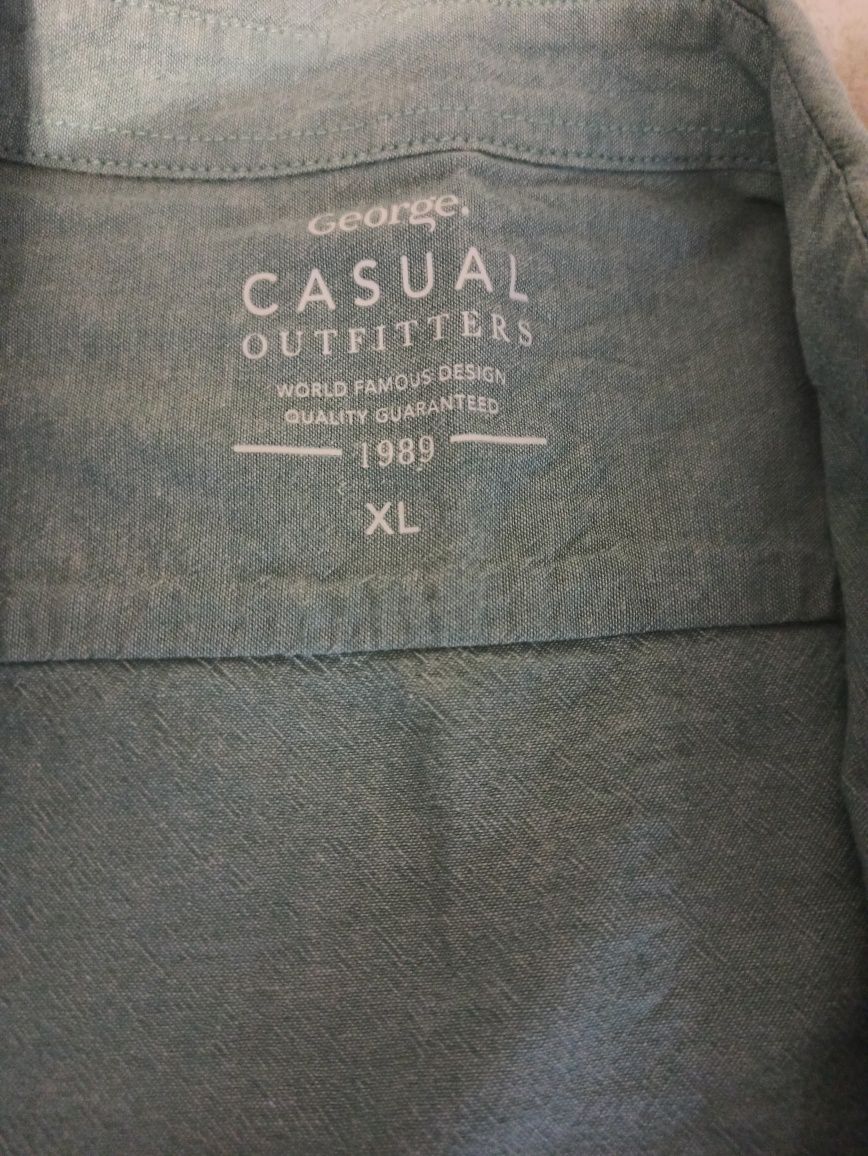 George.
CASUAL
OUTFITTERS
WORLD FAMOUS DESIGN
QUALITY GUARANTEED
1989
XL